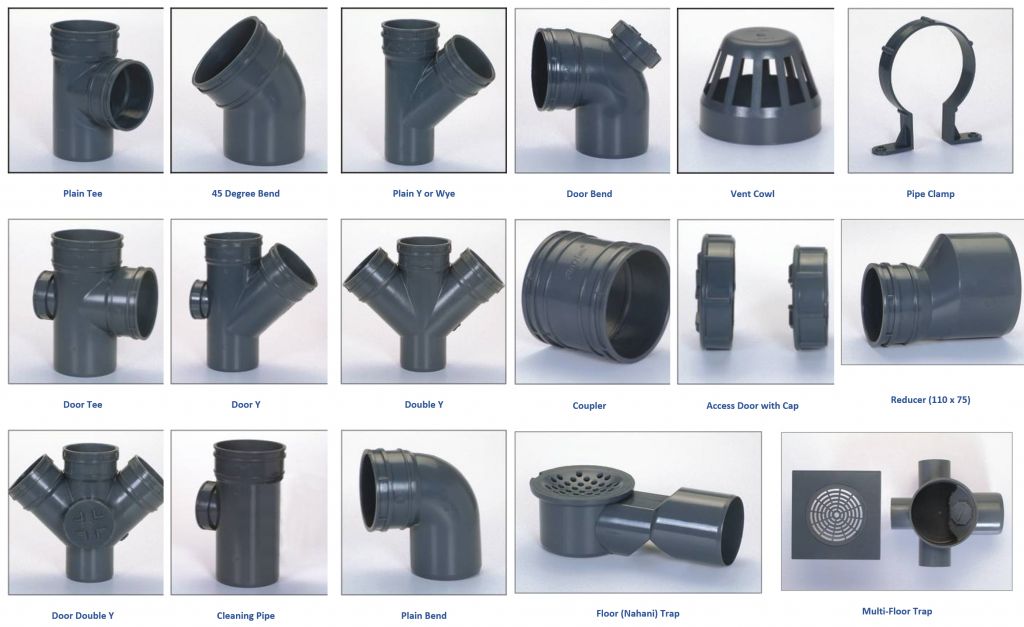 Plain Tee
45 Degree Bend
Plain Y or Wye
Door Bend
Vent Cowl
Pipe Clamp
Door Tee
Door Y
Double Y
Coupler
Access Door with Cap
Reducer (110 x 75)
Door Double Y
Cleaning Pipe
Plain Bend
Floor (Nahani) Trap
Multi-Floor Trap